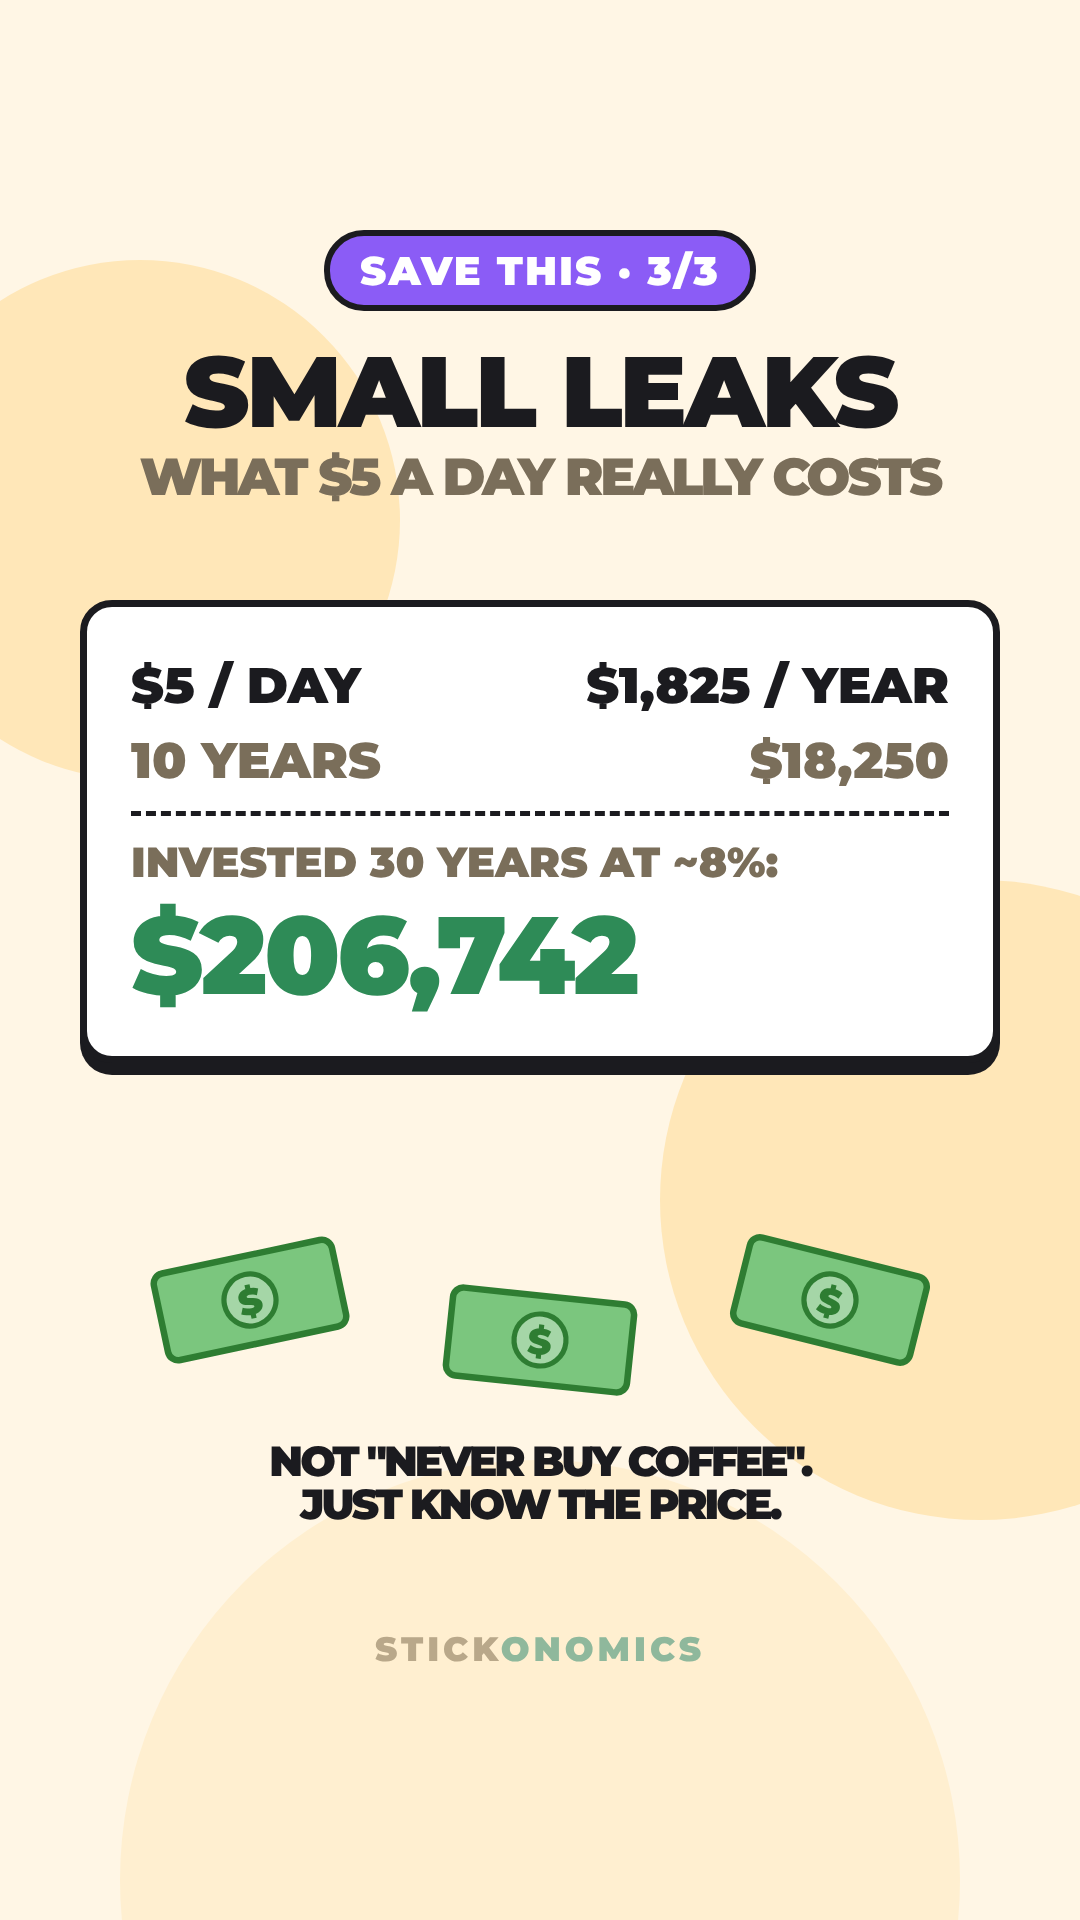 SAVE THIS · 3/3
SMALL LEAKS
WHAT $5 A DAY REALLY COSTS
$5 / DAY $1,825 / YEAR
10 YEARS $18,250
INVESTED 30 YEARS AT ~8%:
$206,742
$ $ $
NOT "NEVER BUY COFFEE".
JUST KNOW THE PRICE.
STICKONOMICS